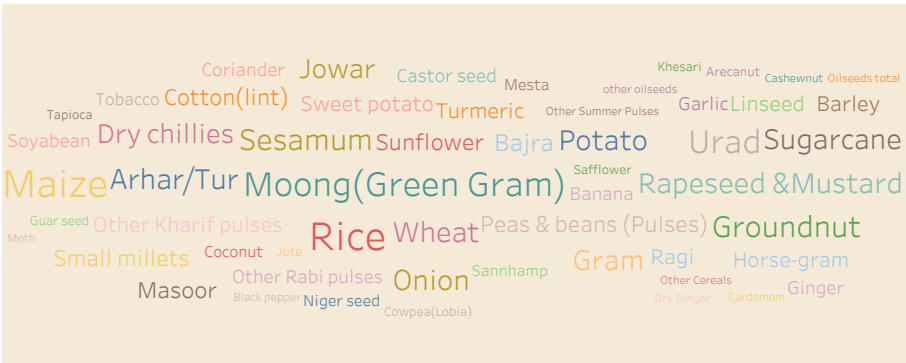 Coriander Jowar Castor seed Khesari Arecanut Cashewnut Oilseeds total
Tobacco Cotton(lint) Sweet potato Mesta other oilseeds
Tapioca Turmeric Other Summer Pulses Garlic Linseed Barley
Soyabean Dry chillies Sesamum Sunflower Bajra Potato Urad Sugarcane
Maize Arhar/Tur Moong(Green Gram) Safflower Banana Rapeseed &Mustard
Guar seed Other Kharif pulses Rice Wheat Peas & beans (Pulses) Groundnut
Moth Small millets Coconut Jute Gram Ragi Horse-gram
Other Rabi pulses Onion Sannhamp Other Cereals Ginger
Masoor Black pepper Niger seed Dry Ginger Cardamom
Cowpea(Lobia)